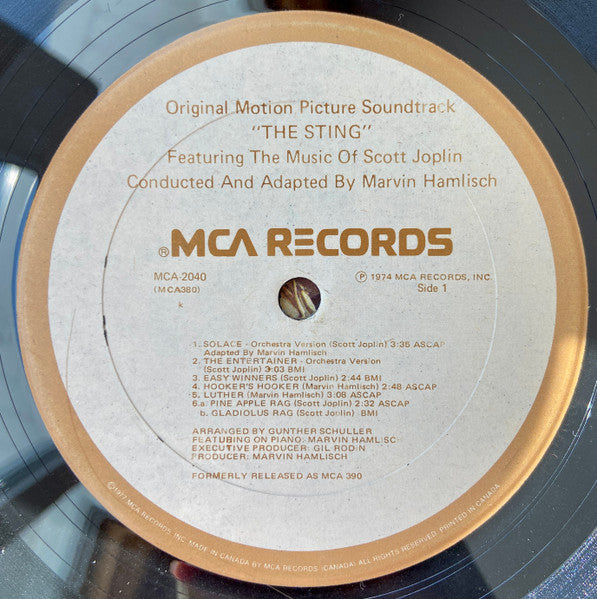 Original Motion Picture Soundtrack
"THE STING"
Featuring The Music Of Scott Joplin
Conducted And Adapted By Marvin Hamlisch
®MCA RECORDS
MCA-2040
(MCA380)
k
℗ 1974 MCA RECORDS, INC.
Side 1
1. SOLACE - Orchestra Version (Scott Joplin) 3:35 ASCAP
Adapted By Marvin Hamlisch
2. THE ENTERTAINER - Orchestra Version
(Scott Joplin) 3:03 BMI
3. EASY WINNERS (Scott Joplin) 2:44 BMI
4. HOOKER'S HOOKER (Marvin Hamlisch) 2:48 ASCAP
5. LUTHER (Marvin Hamlisch) 3:08 ASCAP
6.a. PINE APPLE RAG (Scott Joplin) 2:32 ASCAP
b. GLADIOLUS RAG (Scott Joplin) BMI
ARRANGED BY GUNTHER SCHULLER
FEATURING ON PIANO: MARVIN HAMLISC
EXECUTIVE PRODUCER: GIL RODIN
PRODUCER: MARVIN HAMLISCH
FORMERLY RELEASED AS MCA 390
©1977 MCA RECORDS, INC. MADE IN CANADA BY MCA RECORDS (CANADA) ALL RIGHTS RESERVED. PRINTED IN CANADA.